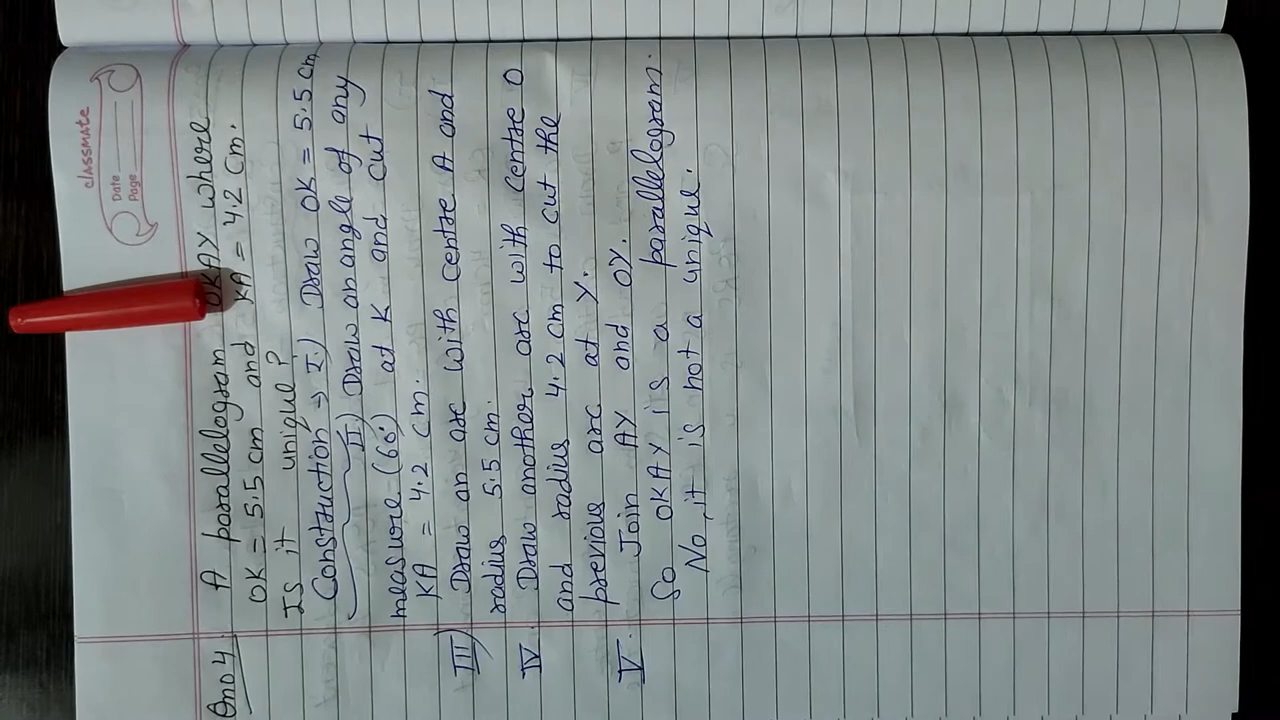 classmate
Date
Page
Qno4. A parallelogram OKAY where
OK = 5.5 cm and KA = 4.2 cm.
Is it unique?
Construction → I.) Draw OK = 5.5 cm
II) Draw an angle of any
measure (60°) at K and cut
KA = 4.2 cm.
III) Draw an arc with centre A and
radius 5.5 cm.
IV. Draw another arc with centre O
and radius 4.2 cm to cut the
previous arc at Y.
V. Join AY and OY.
So OKAY is a parallelogram.
No, it is not a unique.